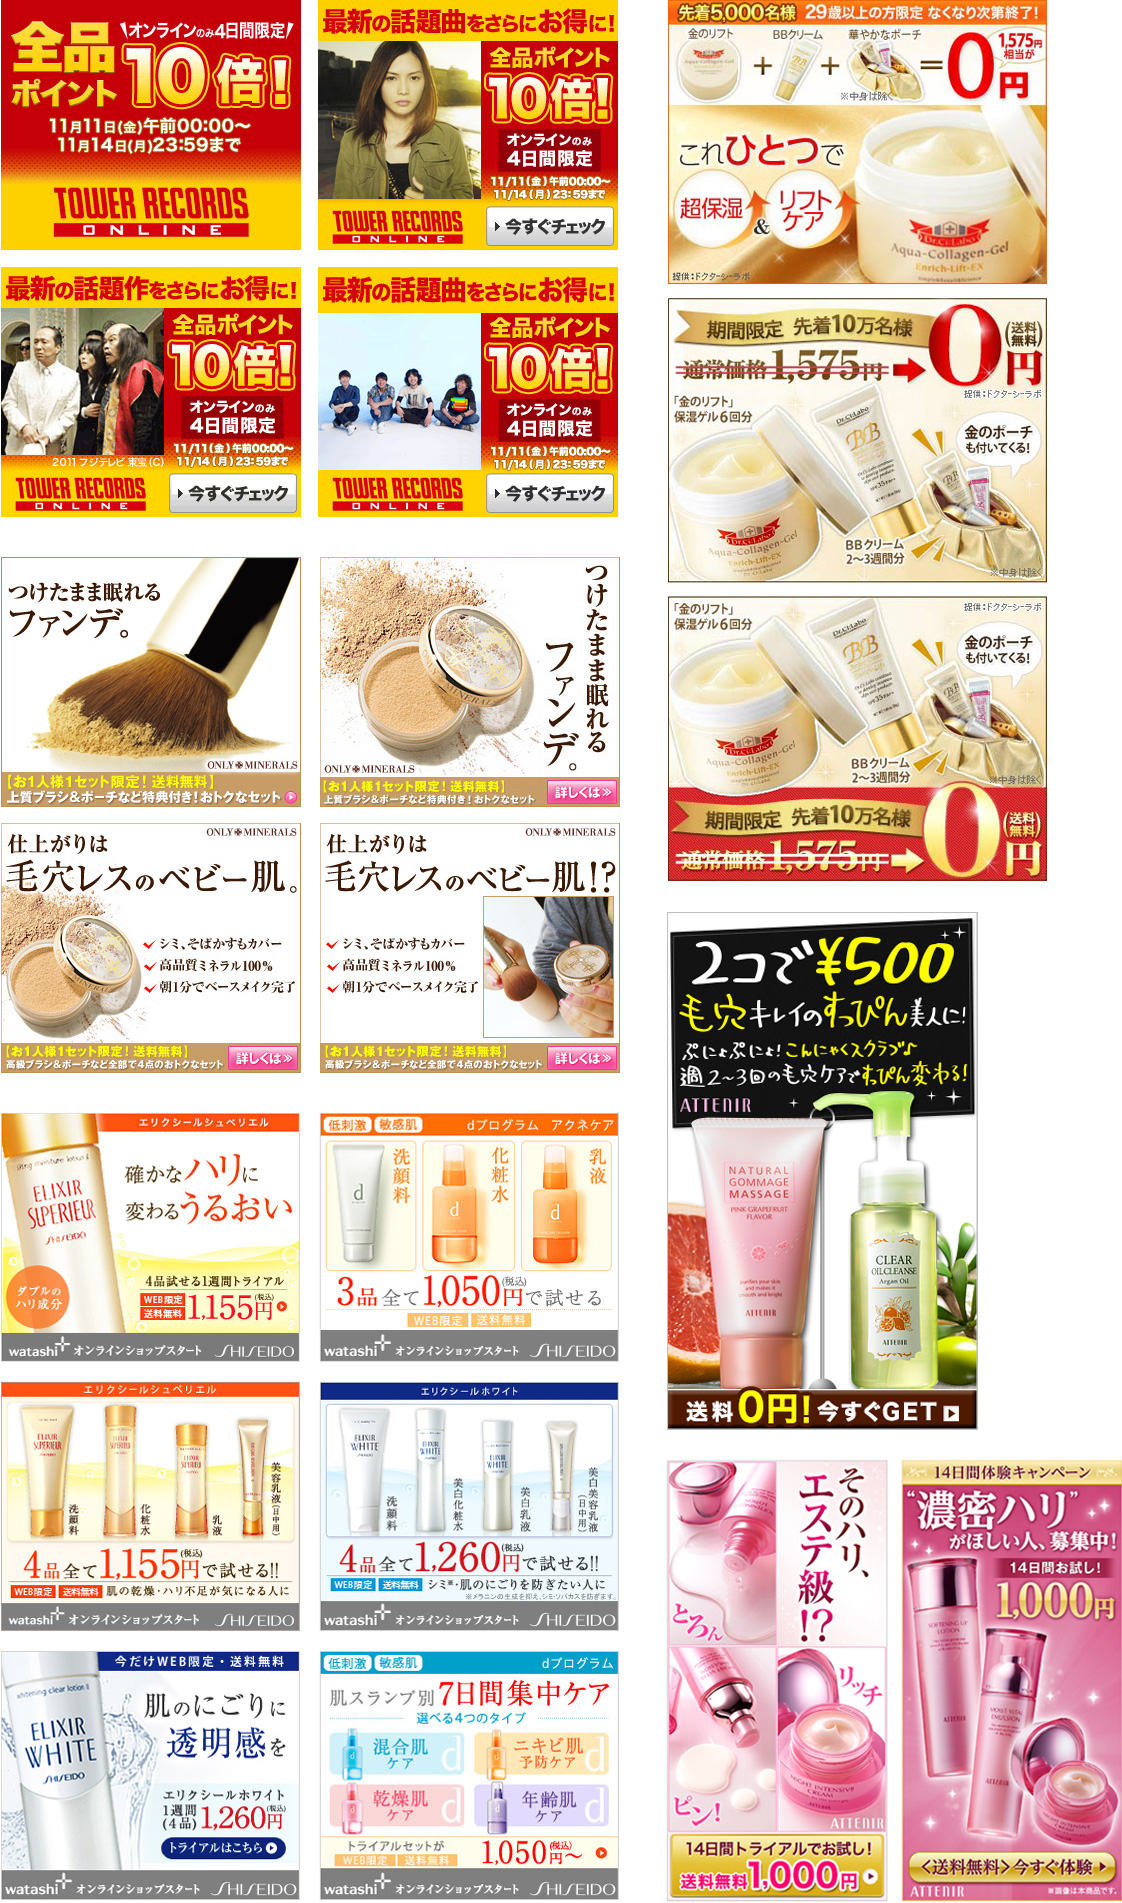 全品
ポイント
オンラインのみ4日間限定
10倍!
11月11日(金)午前00:00〜
11月14日(月)23:59まで
TOWER RECORDS
ONLINE
最新の話題曲をさらにお得に!
全品ポイント
10倍!
オンラインのみ
4日間限定
11/11(金)午前00:00〜
11/14(月)23:59まで
TOWER RECORDS
ONLINE
今すぐチェック
最新の話題作をさらにお得に!
全品ポイント
10倍!
オンラインのみ
4日間限定
11/11(金)午前00:00〜
11/14(月)23:59まで
2011 フジテレビ 東宝(C)
TOWER RECORDS
ONLINE
今すぐチェック
最新の話題曲をさらにお得に!
全品ポイント
10倍!
オンラインのみ
4日間限定
11/11(金)午前00:00〜
11/14(月)23:59まで
TOWER RECORDS
ONLINE
今すぐチェック
つけたまま眠れる
ファンデ。
ONLY MINERALS
【お1人様1セット限定! 送料無料】
上質ブラシ&ポーチなど特典付き!おトクなセット
つけたまま眠れる
ファンデ。
ONLY MINERALS
【お1人様1セット限定! 送料無料】
上質ブラシ&ポーチなど特典付き!おトクなセット
詳しくは
ONLY MINERALS
仕上がりは
毛穴レスのベビー肌。
シミ、そばかすもカバー
高品質ミネラル100%
朝1分でベースメイク完了
【お1人様1セット限定! 送料無料】
高級ブラシ&ポーチなど全部で4点のおトクなセット
詳しくは
ONLY MINERALS
仕上がりは
毛穴レスのベビー肌!?
シミ、そばかすもカバー
高品質ミネラル100%
朝1分でベースメイク完了
【お1人様1セット限定! 送料無料】
高級ブラシ&ポーチなど全部で4点のおトクなセット
詳しくは
エリクシールシュペリエル
lifting moisture lotion II
ELIXIR
SUPERIEUR
SHISEIDO
確かなハリに
変わるうるおい
ダブルの
ハリ成分
4品試せる1週間トライアル
WEB限定
送料無料
1,155円(税込)
watashi+ オンラインショップスタート SHISEIDO
低刺激 敏感肌 dプログラム アクネケア
洗顔料
化粧水
乳液
d
3品全て1,050円(税込)で試せる
WEB限定 送料無料
watashi+ オンラインショップスタート SHISEIDO
エリクシールシュペリエル
ELIXIR
SUPERIEUR
洗顔料
化粧水
乳液
美容乳液(日中用)
4品全て1,155円(税込)で試せる!!
WEB限定 送料無料 肌の乾燥・ハリ不足が気になる人に
watashi+ オンラインショップスタート SHISEIDO
エリクシールホワイト
ELIXIR
WHITE
洗顔料
美白化粧水
美白乳液
美白美容乳液(日中用)
4品全て1,260円(税込)で試せる!!
WEB限定 送料無料 シミ※・肌のにごりを防ぎたい人に
※メラニンの生成を抑え、シミ・ソバカスを防ぎます。
watashi+ オンラインショップスタート SHISEIDO
今だけWEB限定・送料無料
whitening clear lotion II
ELIXIR
WHITE
SHISEIDO
肌のにごりに
透明感を
エリクシールホワイト
1週間
(4品)1,260円(税込)
トライアルはこちら
watashi+ オンラインショップスタート SHISEIDO
低刺激 敏感肌 dプログラム
肌スランプ別7日間集中ケア
選べる4つのタイプ
混合肌
ケア
ニキビ肌
予防ケア
乾燥肌
ケア
年齢肌
ケア
トライアルセットが
WEB限定 送料無料
1,050円(税込)〜
watashi+ オンラインショップスタート SHISEIDO
先着5,000名様 29歳以上の方限定 なくなり次第終了!
金のリフト
BBクリーム
華やかなポーチ
+ + =
※中身は除く
1,575円
相当が
0円
これひとつで
超保湿
&
リフト
ケア
Dr.Ci:Labo
Aqua-Collagen-Gel
Enrich-Lift-EX
提供:ドクターシーラボ
期間限定 先着10万名様
通常価格1,575円
0円
(送料無料)
提供:ドクターシーラボ
「金のリフト」
保湿ゲル6回分
Dr.Ci:Labo
BB
金のポーチ
も付いてくる!
Dr.Ci:Labo
Aqua-Collagen-Gel
Enrich-Lift-EX
BBクリーム
2〜3週間分
※中身は除く
「金のリフト」
保湿ゲル6回分
提供:ドクターシーラボ
Dr.Ci:Labo
BB
金のポーチ
も付いてくる!
Dr.Ci:Labo
Aqua-Collagen-Gel
Enrich-Lift-EX
BBクリーム
2〜3週間分
※中身は除く
期間限定 先着10万名様
通常価格1,575円
0円
(送料無料)
2コで¥500
毛穴キレイのすっぴん美人に!
ぷにょぷにょ!こんにゃくスクラブ♪
週2〜3回の毛穴ケアですっぴん変わる!
ATTENIR
NATURAL
GOMMAGE
MASSAGE
PINK GRAPEFRUIT
FLAVOR
purifies your skin
and makes it
smooth and bright
ATTENIR
CLEAR
OIL CLEANSE
Argan Oil
ATTENIR
送料0円!今すぐGET
そのハリ、
エステ級!?
とろん
リッチ
ピン!
NIGHT INTENSIVE
CREAM
ATTENIR
14日間トライアルでお試し!
送料無料1,000円
14日間体験キャンペーン
“濃密ハリ”
がほしい人、募集中!
14日間お試し!
1,000円
SOFTENING UP
LOTION
MOIST VITAL
EMULSION
ATTENIR
NIGHT INTENSIVE
CREAM
<送料無料>今すぐ体験
ATTENIR
※画像は本商品です。